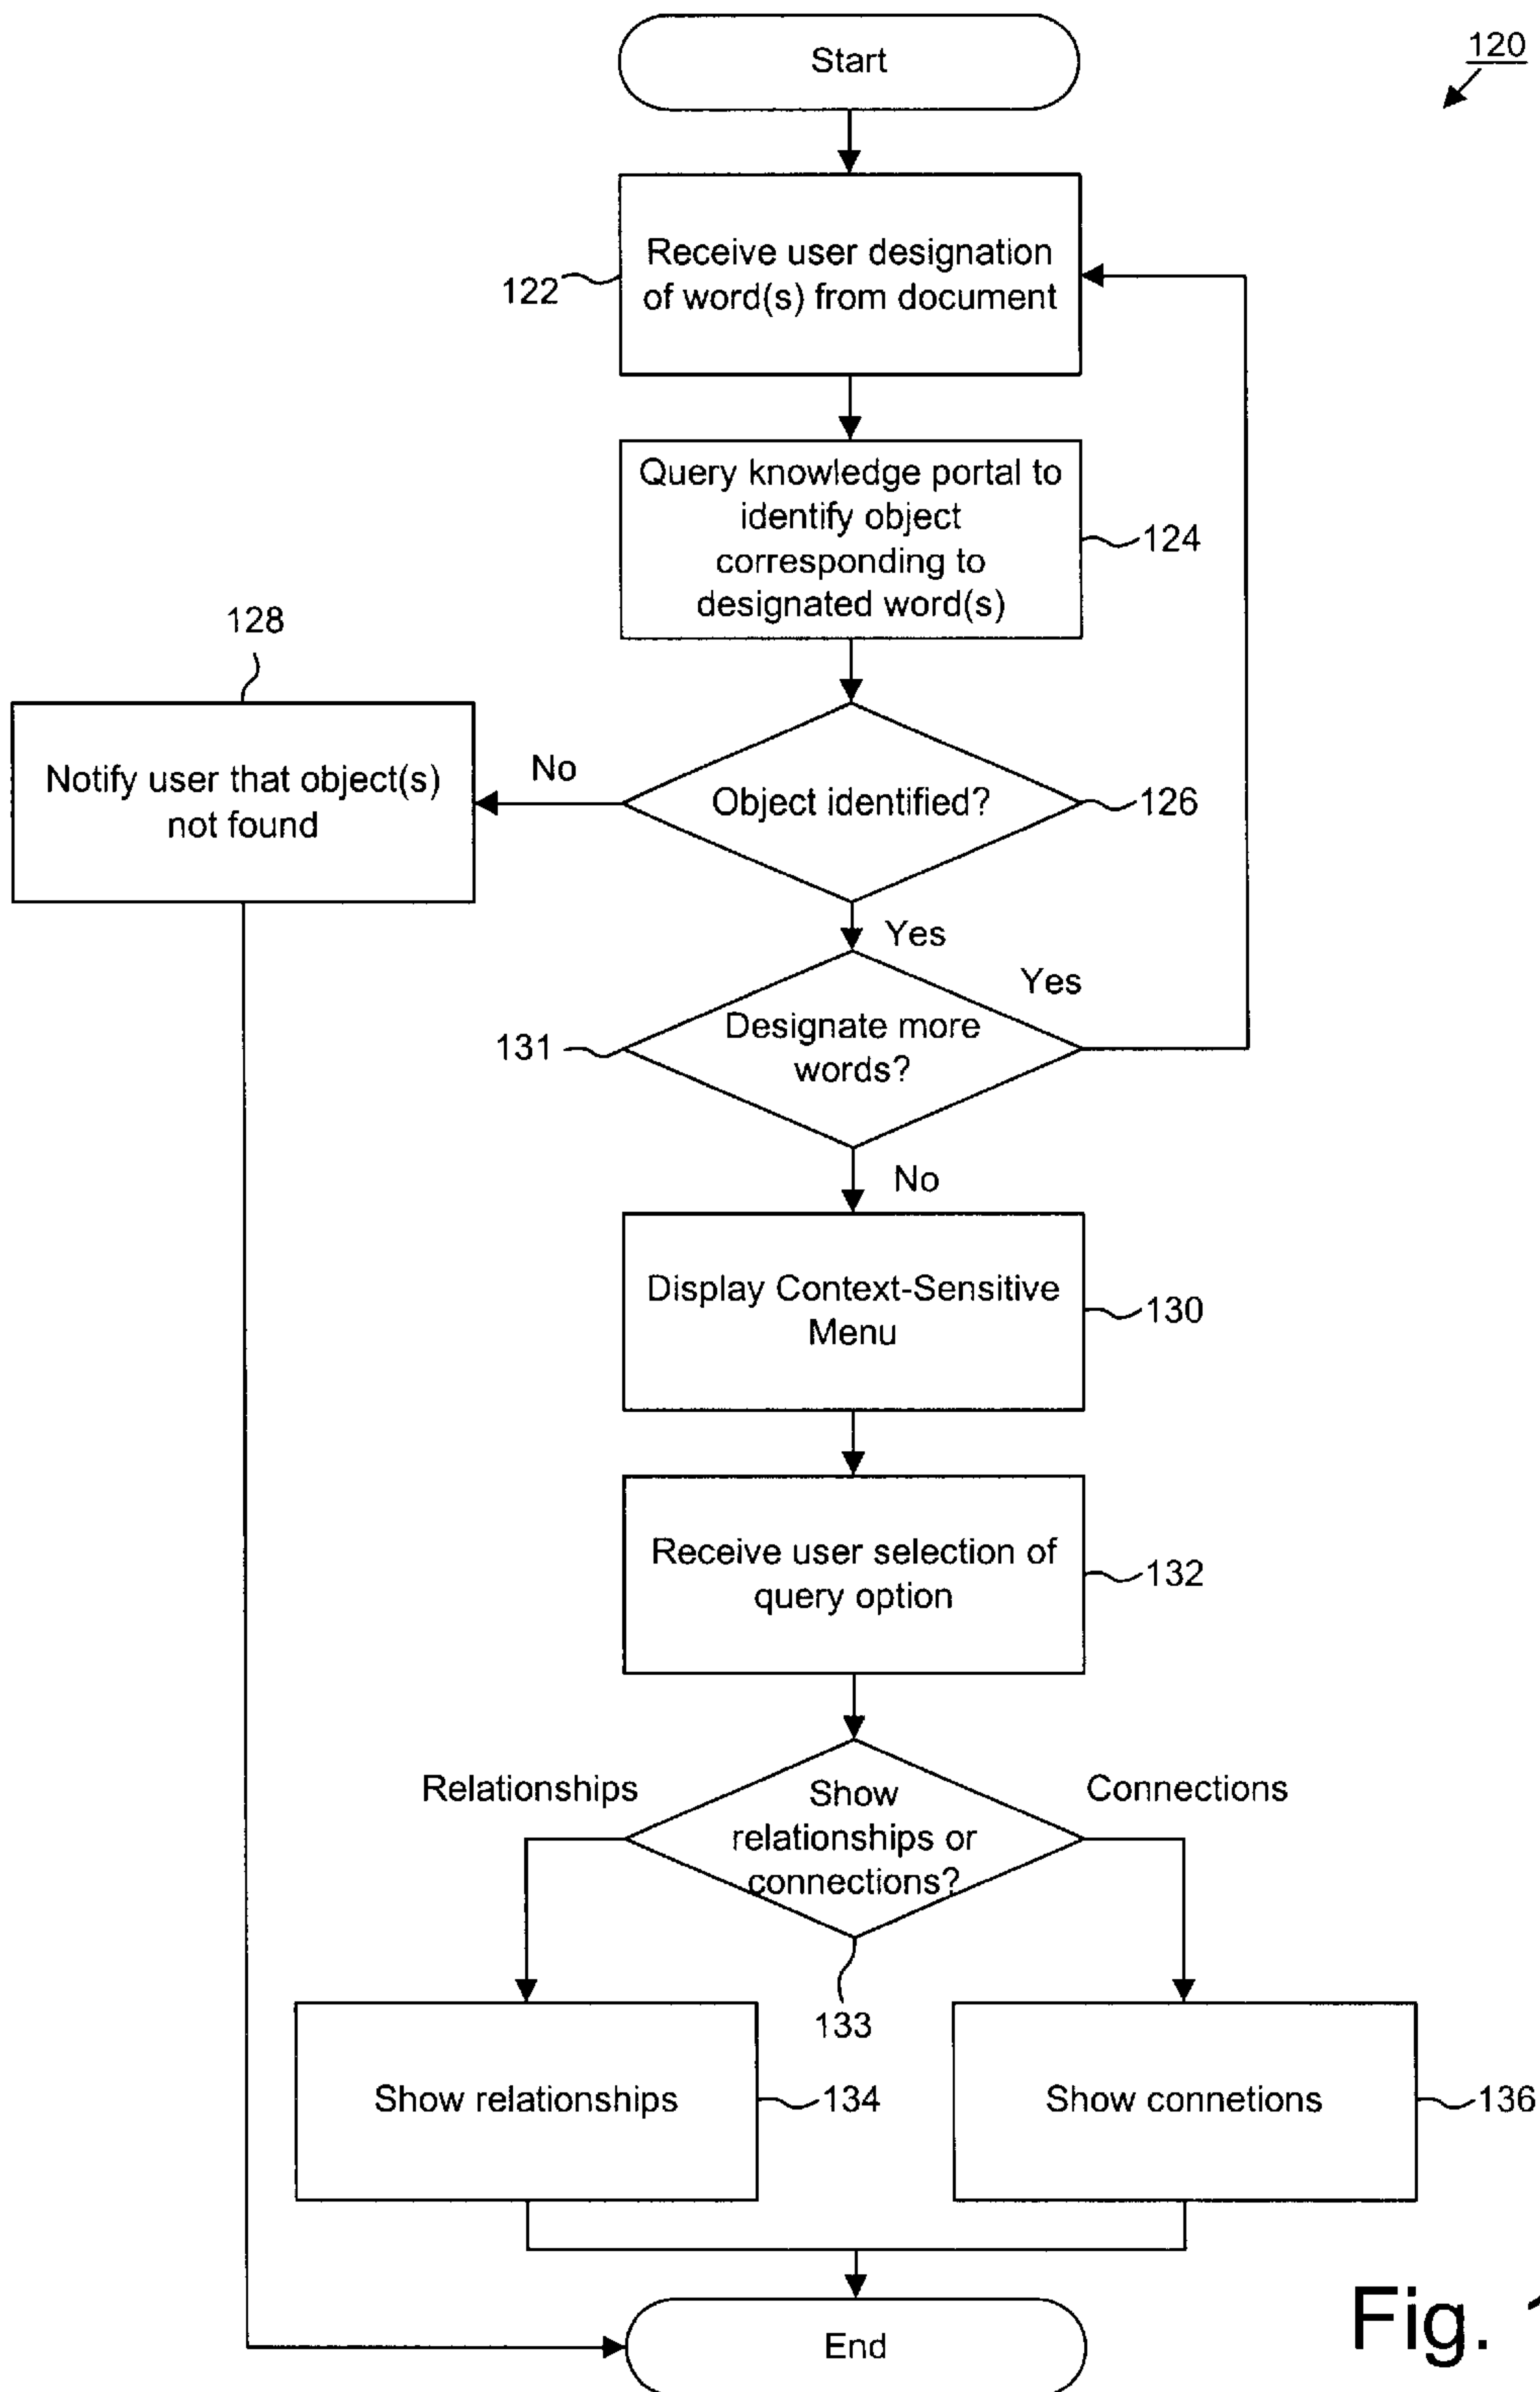 Start
120
Receive user designation
of word(s) from document
122
Query knowledge portal to
identify object
corresponding to
designated word(s)
124
128
Notify user that object(s)
not found
No
Object identified?
126
Yes
Yes
Designate more
words?
131
No
Display Context-Sensitive
Menu
130
Receive user selection of
query option
132
Relationships
Show
relationships or
connections?
Connections
133
Show relationships
134
Show connetions
136
Fig.
End